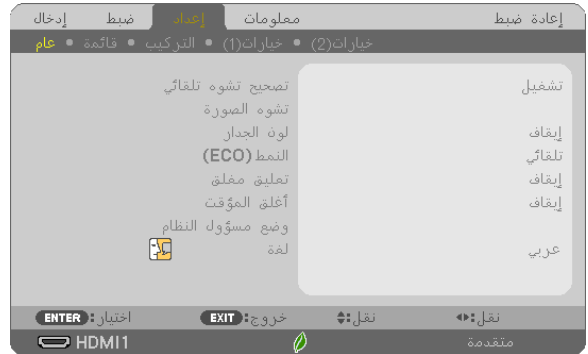 إدخال ضبط إعداد معلومات إعادة ضبط
عام • قائمة • التركيب • خيارات(1) • خيارات(2)
تصحيح تشوه تلقائي تشغيل
تشوه الصورة
لون الجدار إيقاف
النمط (ECO) تلقائي
تعليق مغلق إيقاف
أغلق المؤقت إيقاف
وضع مسؤول النظام
لغة عربي
ENTER :اختيار EXIT :خروج نقل: نقل:
HDMI1 متقدمة